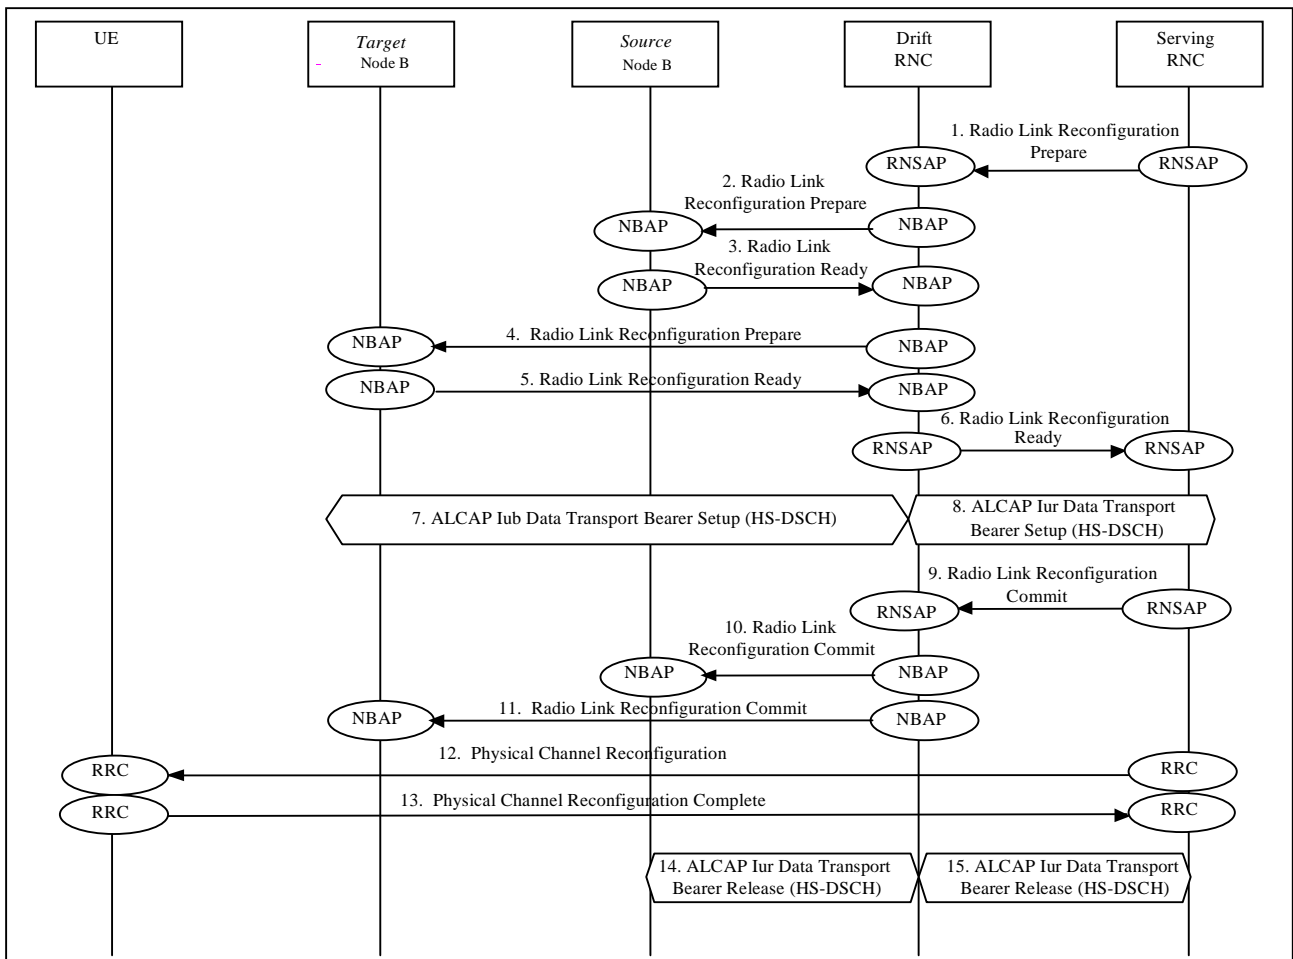 UE
Target
- Node B
Source
Node B
Drift
RNC
Serving
RNC
1. Radio Link Reconfiguration
Prepare
RNSAP
RNSAP
2. Radio Link
Reconfiguration Prepare
NBAP
NBAP
3. Radio Link
Reconfiguration Ready
NBAP
NBAP
4. Radio Link Reconfiguration Prepare
NBAP
NBAP
5. Radio Link Reconfiguration Ready
NBAP
NBAP
6. Radio Link Reconfiguration
Ready
RNSAP
RNSAP
7. ALCAP Iub Data Transport Bearer Setup (HS-DSCH)
8. ALCAP Iur Data Transport
Bearer Setup (HS-DSCH)
9. Radio Link Reconfiguration
Commit
RNSAP
RNSAP
10. Radio Link
Reconfiguration Commit
NBAP
NBAP
11. Radio Link Reconfiguration Commit
NBAP
NBAP
12. Physical Channel Reconfiguration
RRC
RRC
13. Physical Channel Reconfiguration Complete
RRC
RRC
14. ALCAP Iur Data Transport
Bearer Release (HS-DSCH)
15. ALCAP Iur Data Transport
Bearer Release (HS-DSCH)